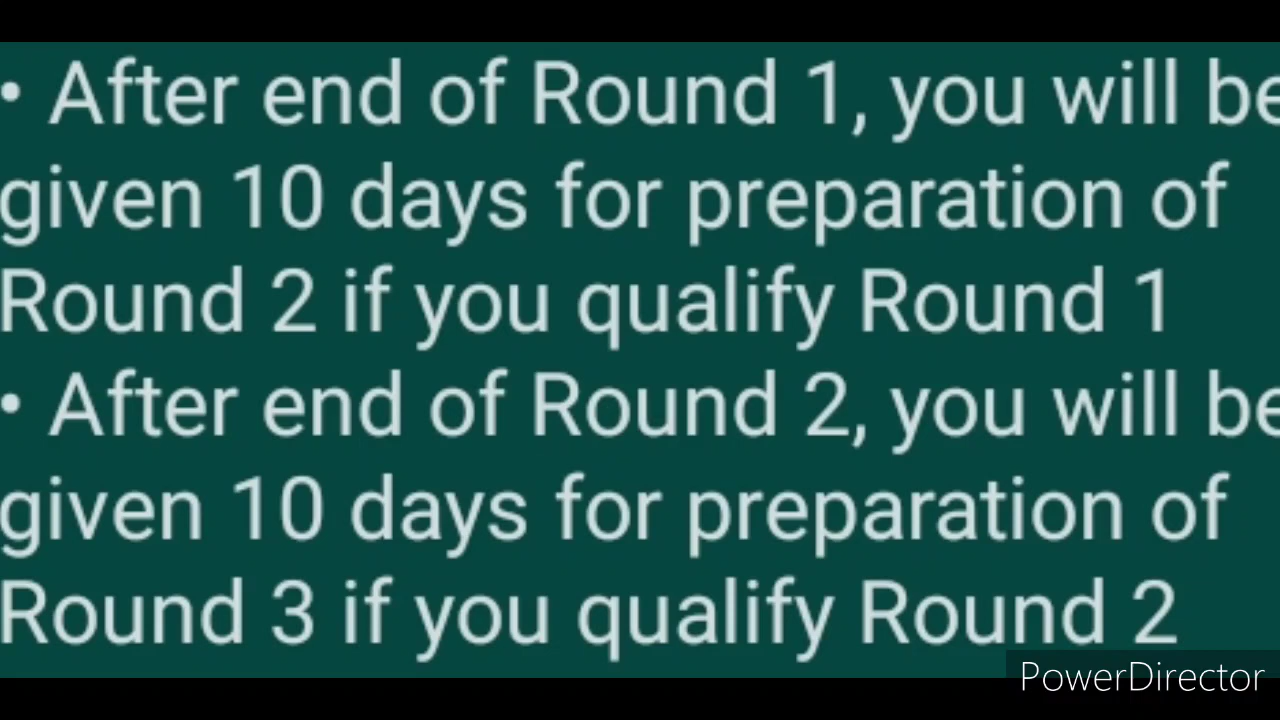 • After end of Round 1, you will be
given 10 days for preparation of
Round 2 if you qualify Round 1
• After end of Round 2, you will be
given 10 days for preparation of
Round 3 if you qualify Round 2
PowerDirector